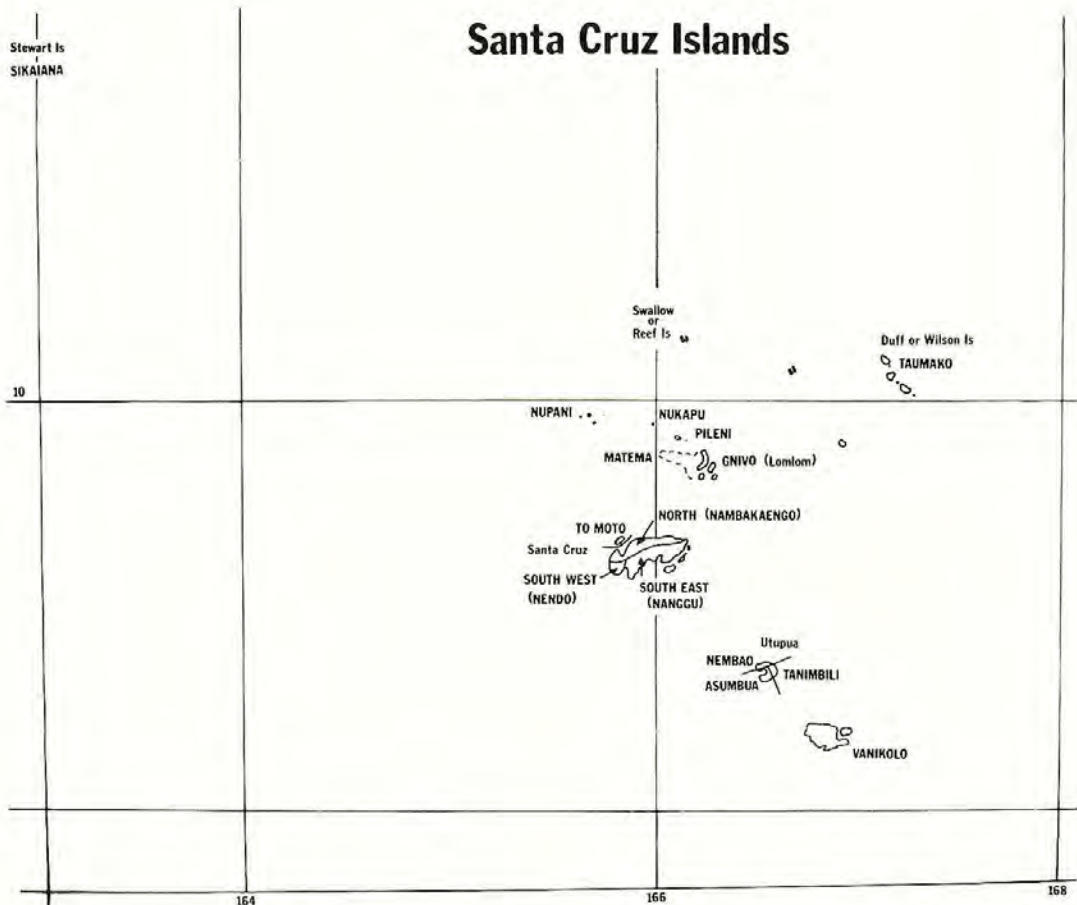 Santa Cruz Islands
Stewart Is
SIKAIANA
Swallow
or
Reef Is
Duff or Wilson Is
TAUMAKO
10
NUPANI
NUKAPU
PILENI
MATEMA
GNIVO (Lomlom)
NORTH (NAMBAKAENGO)
TO MOTO
Santa Cruz
SOUTH WEST
(NENDO)
SOUTH EAST
(NANGGU)
Utupua
NEMBAO
TANIMBILI
ASUMBUA
VANIKOLO
164
166
168